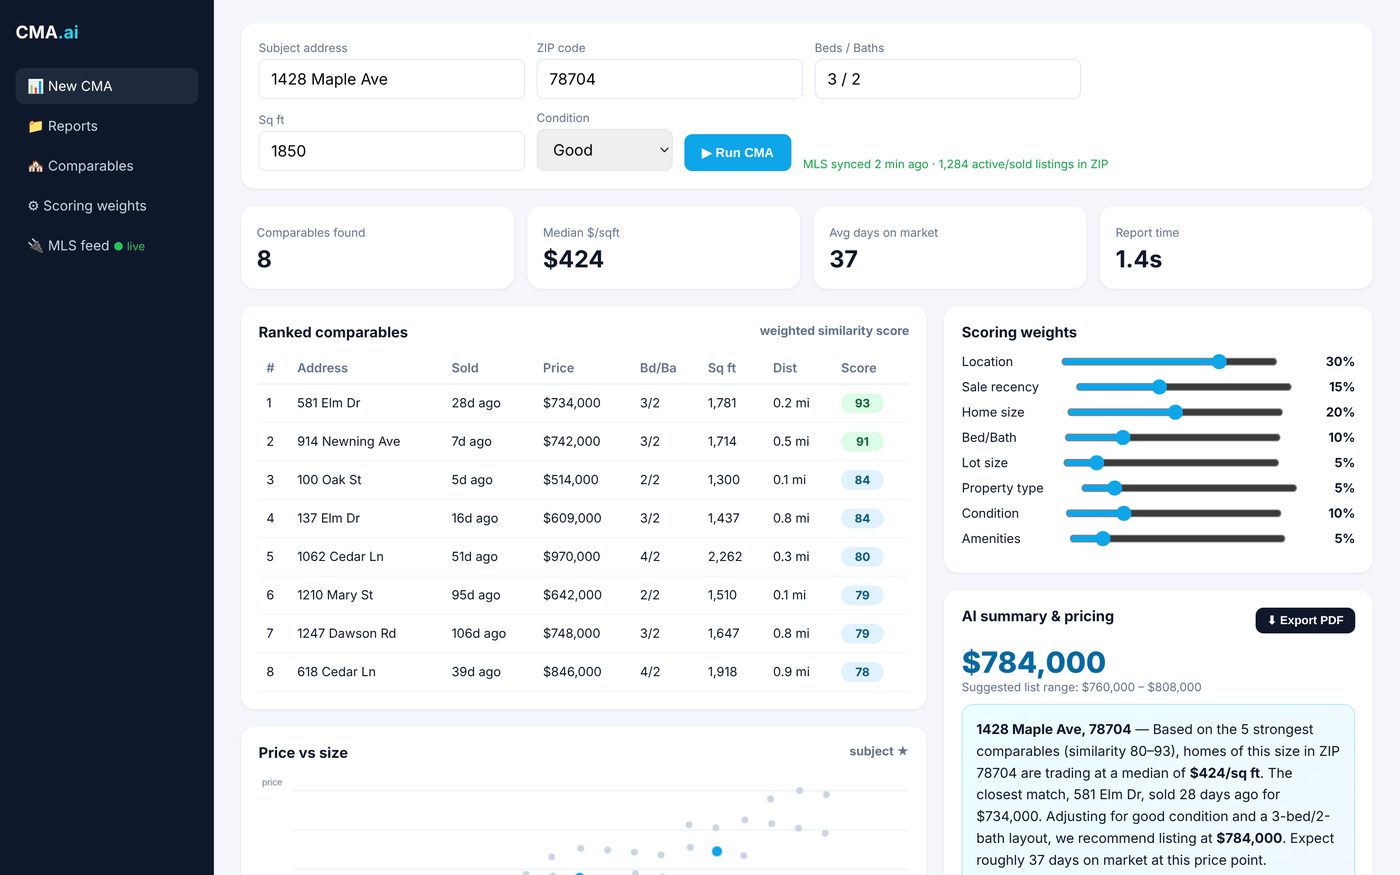 CMA.ai
📊 New CMA
📁 Reports
🏘 Comparables
⚙ Scoring weights
🔌 MLS feed ● live
Subject address
ZIP code
Beds / Baths
1428 Maple Ave
78704
3 / 2
Sq ft
Condition
1850
Good
▶ Run CMA
MLS synced 2 min ago · 1,284 active/sold listings in ZIP
Comparables found
8
Median $/sqft
$424
Avg days on market
37
Report time
1.4s
Ranked comparables
weighted similarity score
# Address Sold Price Bd/Ba Sq ft Dist Score
1 581 Elm Dr 28d ago $734,000 3/2 1,781 0.2 mi 93
2 914 Newning Ave 7d ago $742,000 3/2 1,714 0.5 mi 91
3 100 Oak St 5d ago $514,000 2/2 1,300 0.1 mi 84
4 137 Elm Dr 16d ago $609,000 3/2 1,437 0.8 mi 84
5 1062 Cedar Ln 51d ago $970,000 4/2 2,262 0.3 mi 80
6 1210 Mary St 95d ago $642,000 2/2 1,510 0.1 mi 79
7 1247 Dawson Rd 106d ago $748,000 3/2 1,647 0.8 mi 79
8 618 Cedar Ln 39d ago $846,000 4/2 1,918 0.9 mi 78
Price vs size
subject ★
price
Scoring weights
Location 30%
Sale recency 15%
Home size 20%
Bed/Bath 10%
Lot size 5%
Property type 5%
Condition 10%
Amenities 5%
AI summary & pricing
⬇ Export PDF
$784,000
Suggested list range: $760,000 – $808,000
1428 Maple Ave, 78704 — Based on the 5 strongest
comparables (similarity 80–93), homes of this size in ZIP
78704 are trading at a median of $424/sq ft. The
closest match, 581 Elm Dr, sold 28 days ago for
$734,000. Adjusting for good condition and a 3-bed/2-
bath layout, we recommend listing at $784,000. Expect
roughly 37 days on market at this price point.